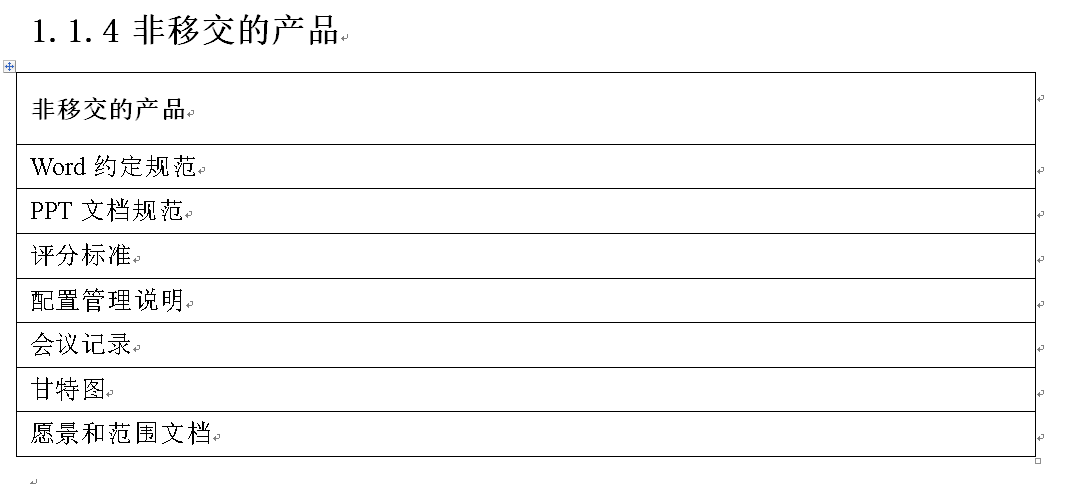 1.1.4 非移交的产品
非移交的产品
Word 约定规范
PPT 文档规范
评分标准
配置管理说明
会议记录
甘特图
愿景和范围文档